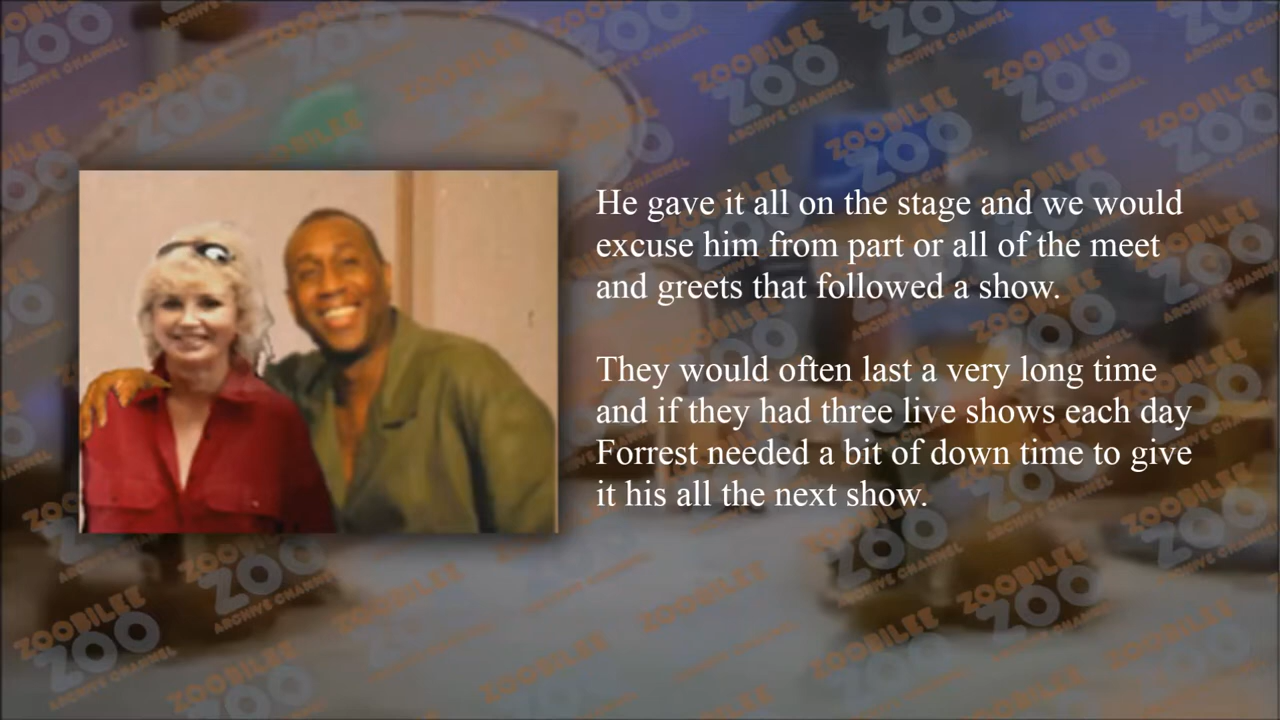 He gave it all on the stage and we would
excuse him from part or all of the meet
and greets that followed a show.
They would often last a very long time
and if they had three live shows each day
Forrest needed a bit of down time to give
it his all the next show.
ZOOBILEE
ZOO
ARCHIVE CHANNEL